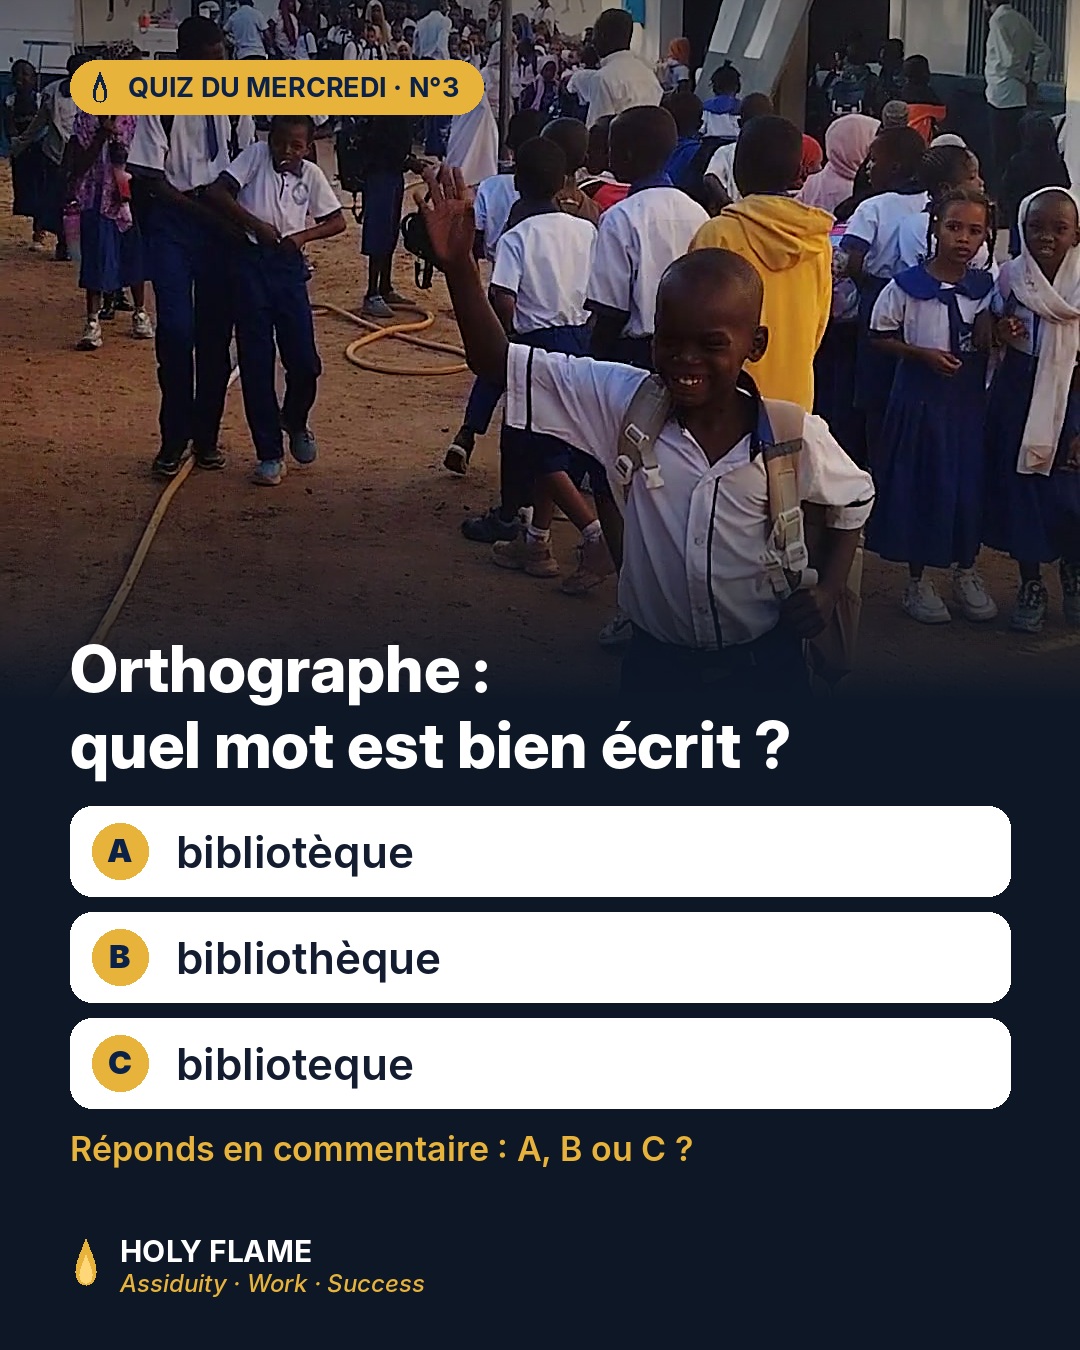 QUIZ DU MERCREDI · N°3
Orthographe :
quel mot est bien écrit ?
A bibliotèque
B bibliothèque
C biblioteque
Réponds en commentaire : A, B ou C ?
HOLY FLAME
Assiduity · Work · Success